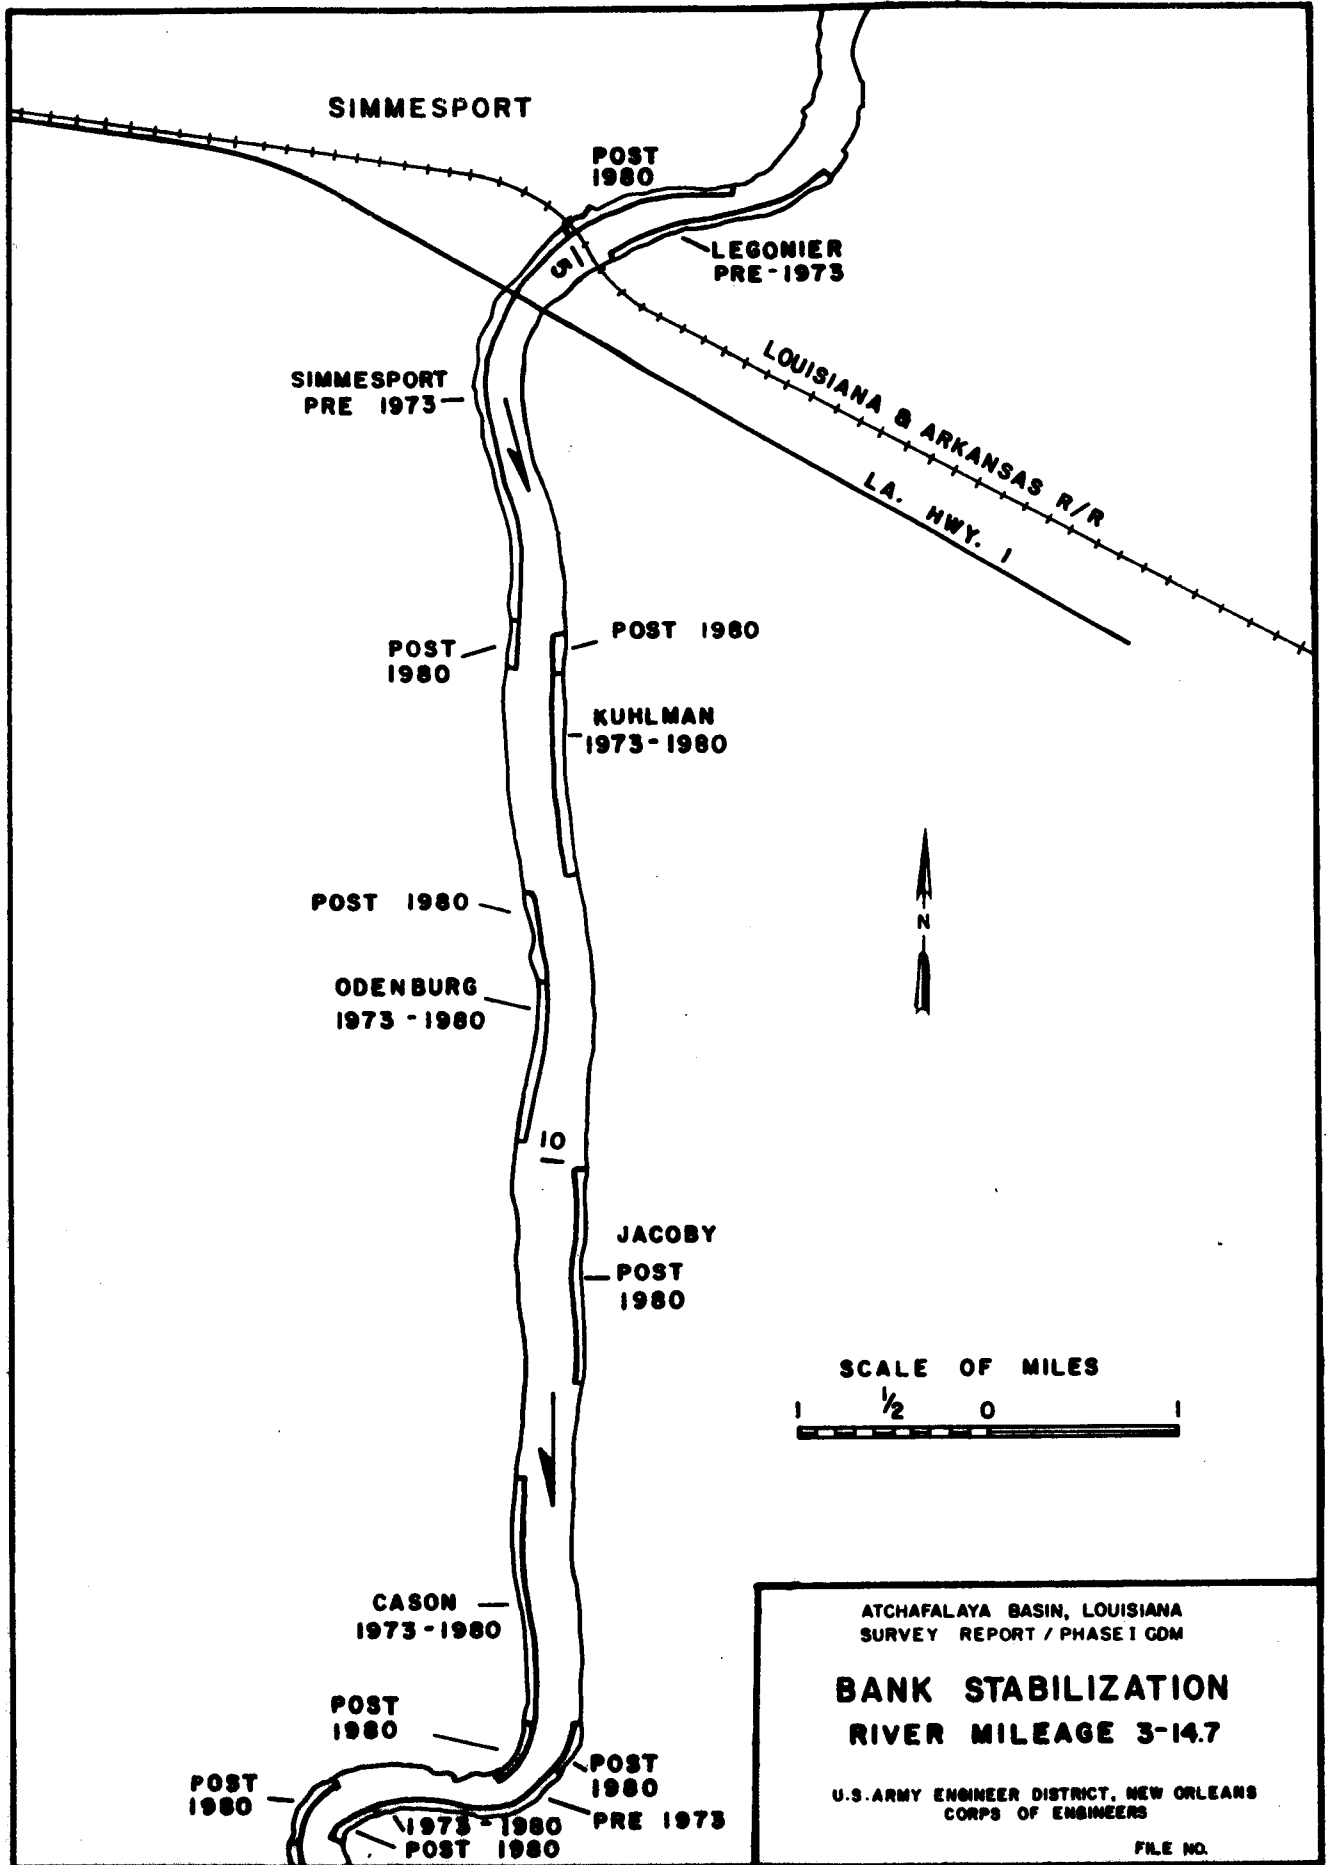 SIMMESPORT
POST
1980
LEGONIER
PRE-1973
5
LOUISIANA & ARKANSAS R/R
LA. HWY. 1
SIMMESPORT
PRE 1973
POST
1980
POST 1980
KUHLMAN
1973-1980
POST 1980
N
ODENBURG
1973-1980
10
JACOBY
POST
1980
SCALE OF MILES
1 1/2 0 1
CASON
1973-1980
POST
1980
POST
1980
POST
1980
PRE 1973
1973-1980
POST 1980
ATCHAFALAYA BASIN, LOUISIANA
SURVEY REPORT / PHASE I GDM
BANK STABILIZATION
RIVER MILEAGE 3-14.7
U.S. ARMY ENGINEER DISTRICT, NEW ORLEANS
CORPS OF ENGINEERS
FILE NO.